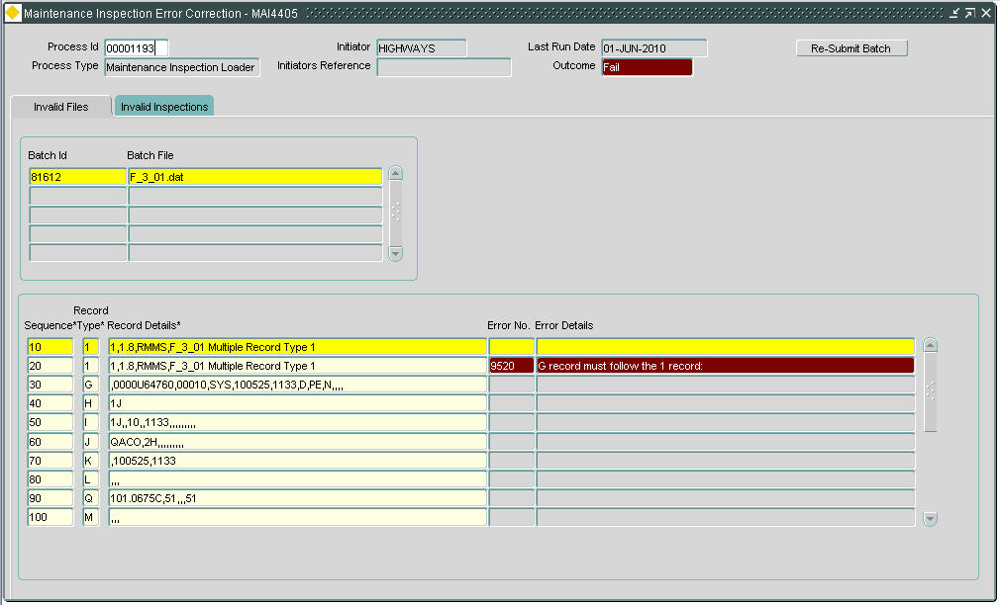 Maintenance Inspection Error Correction - MAI4405
Process Id 00001193 Initiator HIGHWAYS Last Run Date 01-JUN-2010 Re-Submit Batch
Process Type Maintenance Inspection Loader Initiators Reference Outcome Fail
Invalid Files Invalid Inspections
Batch Id Batch File
81612 F_3_01.dat
Record
Sequence*Type* Record Details* Error No. Error Details
10 1 1,1.8,RMMS,F_3_01 Multiple Record Type 1
20 1 1,1.8,RMMS,F_3_01 Multiple Record Type 1 9520 G record must follow the 1 record:
30 G ,0000U64760,00010,SYS,100525,1133,D,PE,N,,,,
40 H 1J
50 I 1J,,10,,1133,,,,,,,,,
60 J QACO,2H,,,,,,,,,
70 K ,100525,1133
80 L ,,,
90 Q 101.0675C,51,,,51
100 M ,,,